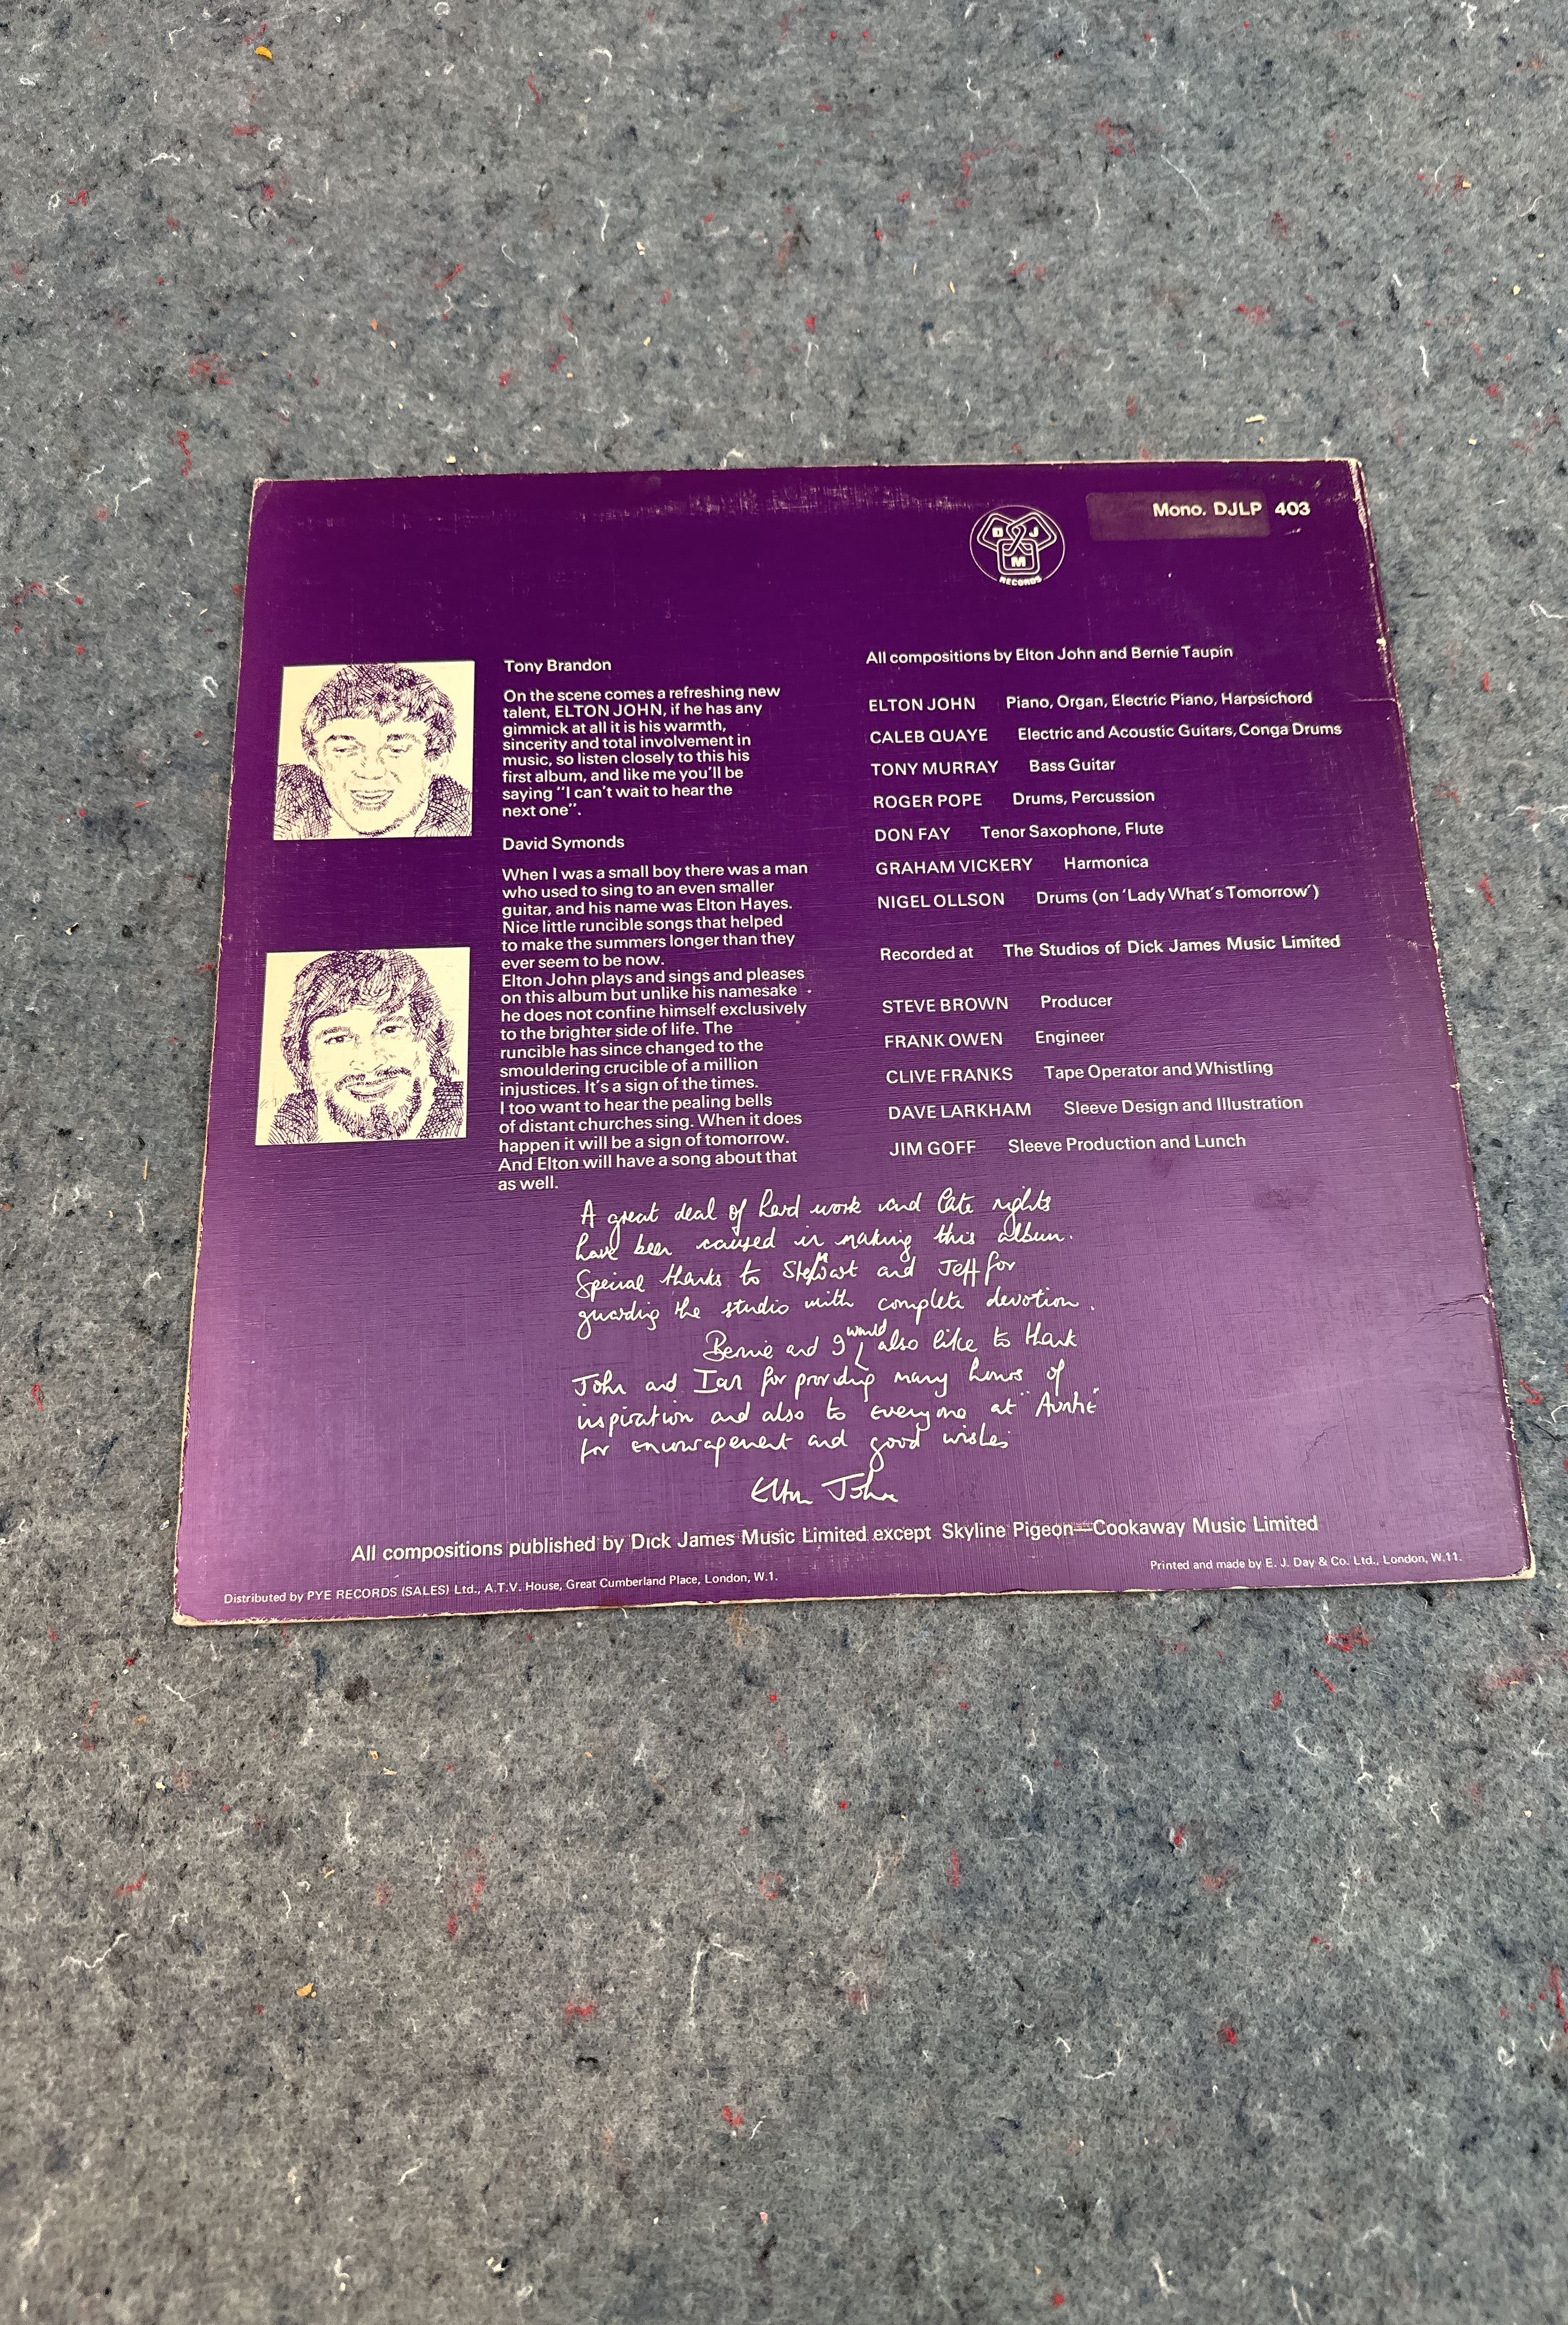 Mono. DJLP 403
D J
M
RECORDS
Tony Brandon
On the scene comes a refreshing new
talent, ELTON JOHN, if he has any
gimmick at all it is his warmth,
sincerity and total involvement in
music, so listen closely to this his
first album, and like me you'll be
saying "I can't wait to hear the
next one".
David Symonds
When I was a small boy there was a man
who used to sing to an even smaller
guitar, and his name was Elton Hayes.
Nice little runcible songs that helped
to make the summers longer than they
ever seem to be now.
Elton John plays and sings and pleases
on this album but unlike his namesake
he does not confine himself exclusively
to the brighter side of life. The
runcible has since changed to the
smouldering crucible of a million
injustices. It's a sign of the times.
I too want to hear the pealing bells
of distant churches sing. When it does
happen it will be a sign of tomorrow.
And Elton will have a song about that
as well.
All compositions by Elton John and Bernie Taupin
ELTON JOHN Piano, Organ, Electric Piano, Harpsichord
CALEB QUAYE Electric and Acoustic Guitars, Conga Drums
TONY MURRAY Bass Guitar
ROGER POPE Drums, Percussion
DON FAY Tenor Saxophone, Flute
GRAHAM VICKERY Harmonica
NIGEL OLLSON Drums (on 'Lady What's Tomorrow')
Recorded at The Studios of Dick James Music Limited
STEVE BROWN Producer
FRANK OWEN Engineer
CLIVE FRANKS Tape Operator and Whistling
DAVE LARKHAM Sleeve Design and Illustration
JIM GOFF Sleeve Production and Lunch
A great deal of hard work and late nights
have been caused in making this album.
Special thanks to Stewart and Jeff for
guarding the studio with complete devotion.
Bernie and I would also like to thank
John and Ian for providing many hours of
inspiration and also to everyone at "Auntie"
for encouragement and good wishes
Elton John
All compositions published by Dick James Music Limited except Skyline Pigeon—Cookaway Music Limited
Distributed by PYE RECORDS (SALES) Ltd., A.T.V. House, Great Cumberland Place, London, W.1.
Printed and made by E. J. Day & Co. Ltd., London, W.11.